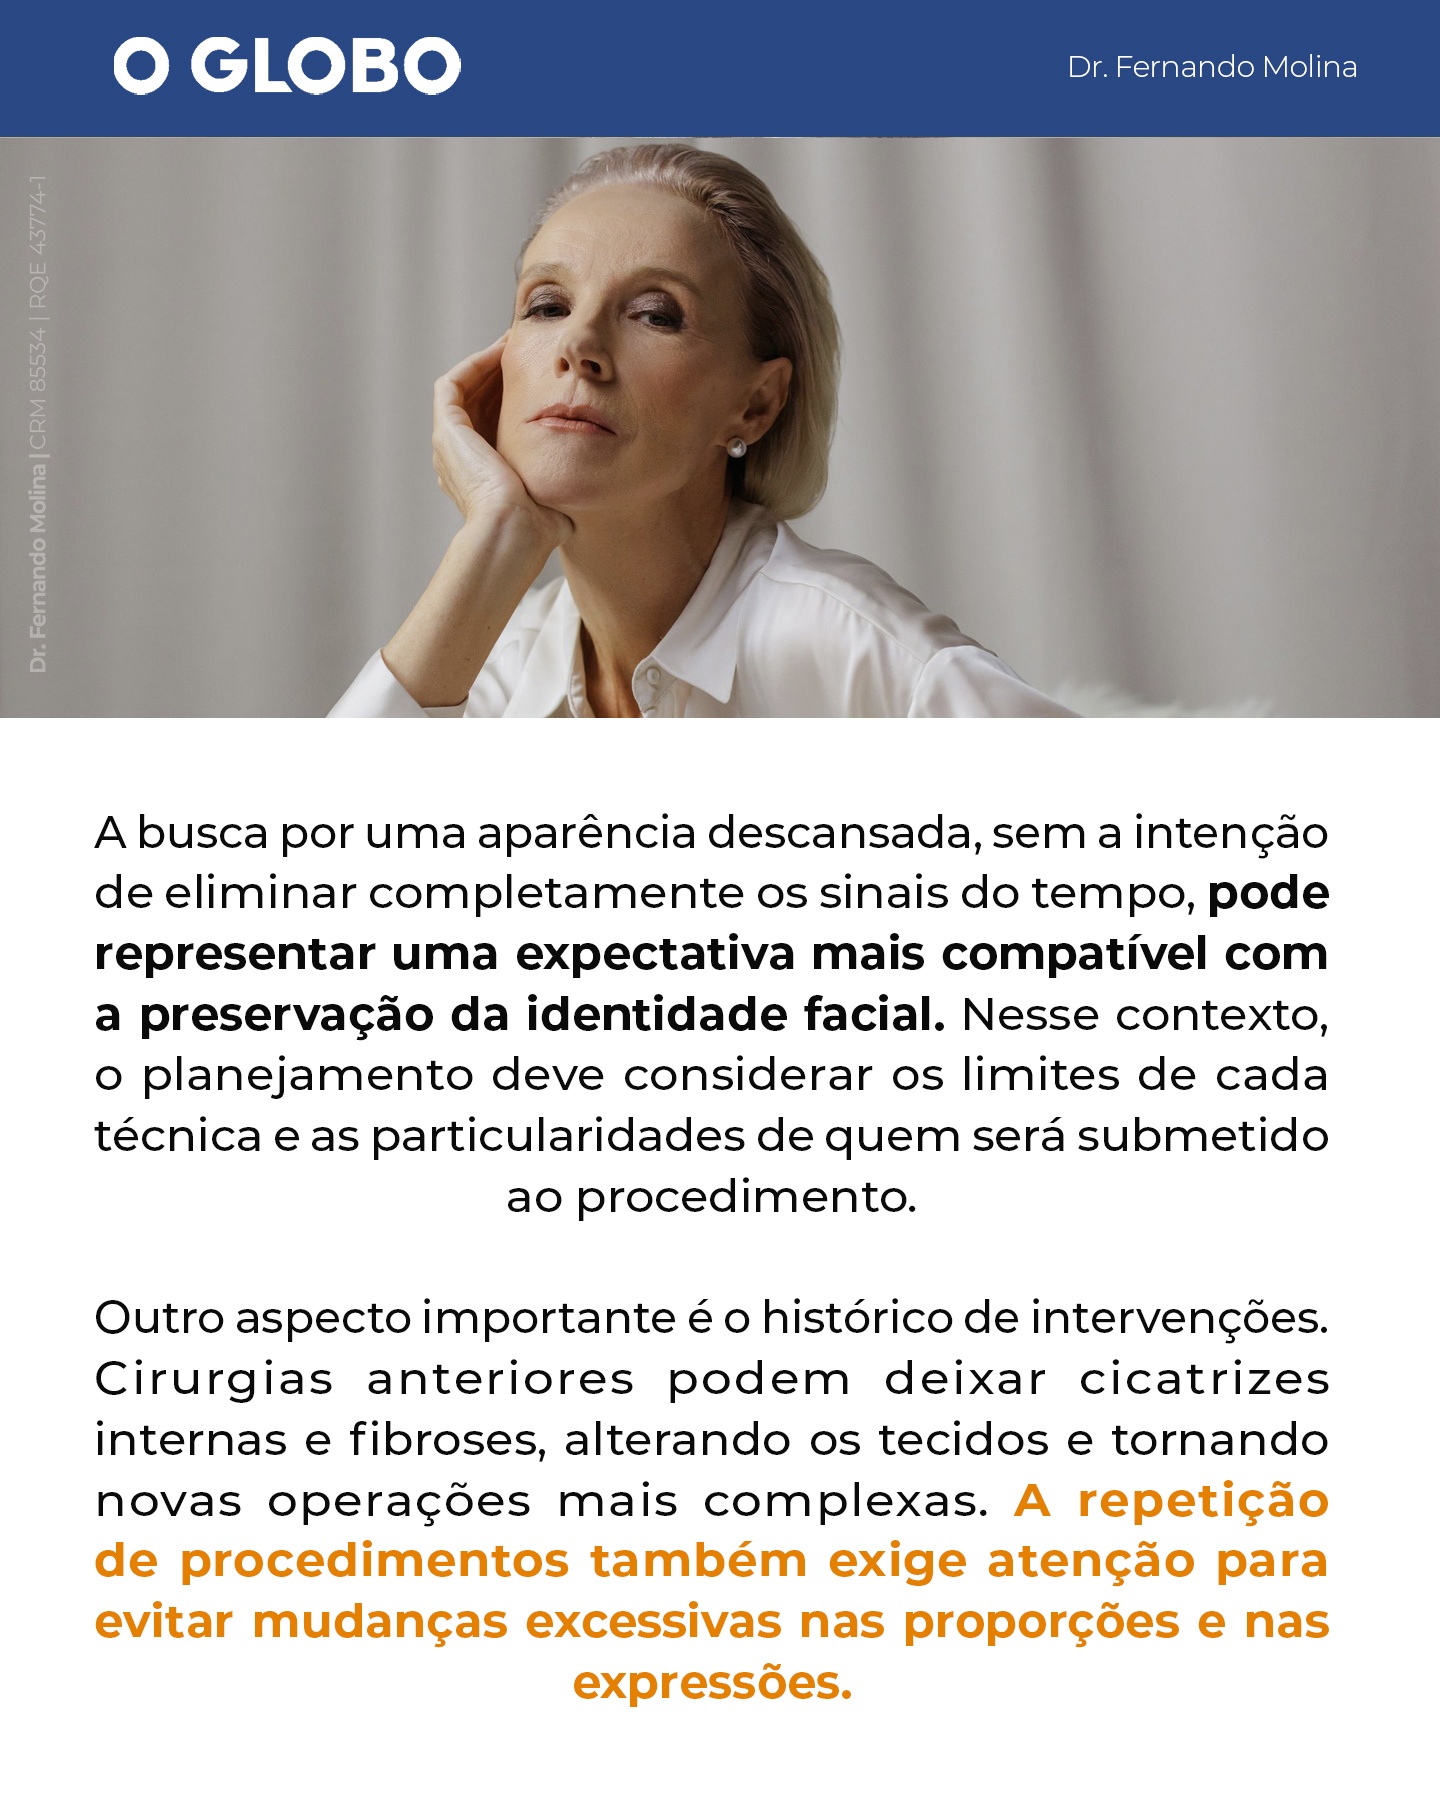 O GLOBO
Dr. Fernando Molina
Dr. Fernando Molina | CRM 85534 | RQE 43774-1
A busca por uma aparência descansada, sem a intenção
de eliminar completamente os sinais do tempo, pode
representar uma expectativa mais compatível com
a preservação da identidade facial. Nesse contexto,
o planejamento deve considerar os limites de cada
técnica e as particularidades de quem será submetido
ao procedimento.
Outro aspecto importante é o histórico de intervenções.
Cirurgias anteriores podem deixar cicatrizes
internas e fibroses, alterando os tecidos e tornando
novas operações mais complexas. A repetição
de procedimentos também exige atenção para
evitar mudanças excessivas nas proporções e nas
expressões.